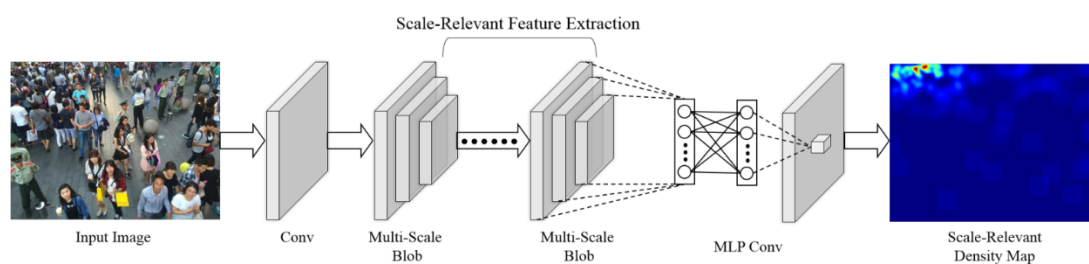 Scale-Relevant Feature Extraction
Input Image
Conv
Multi-Scale
Blob
Multi-Scale
Blob
MLP Conv
Scale-Relevant
Density Map